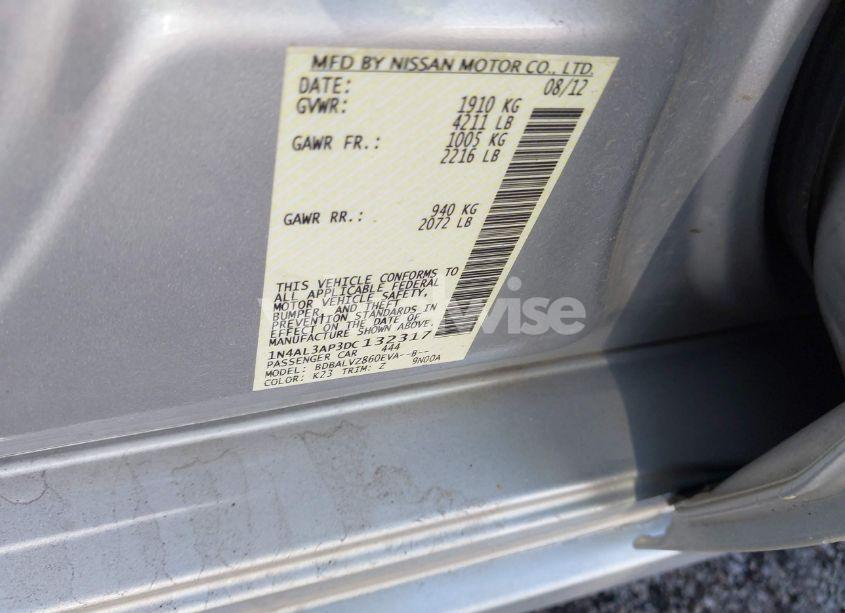 MFD BY NISSAN MOTOR CO., LTD.
DATE: 08/12
GVWR: 1910 KG
4211 LB
GAWR FR.: 1005 KG
2216 LB
GAWR RR.: 940 KG
2072 LB
THIS VEHICLE CONFORMS TO
ALL APPLICABLE FEDERAL
MOTOR VEHICLE SAFETY,
BUMPER, AND THEFT
PREVENTION STANDARDS IN
EFFECT ON THE DATE OF
MANUFACTURE SHOWN ABOVE.
1N4AL3AP3DC132317
PASSENGER CAR 444
MODEL: BDBALVZ860EVA--B--
COLOR: K23 TRIM: Z 9N00A
wise